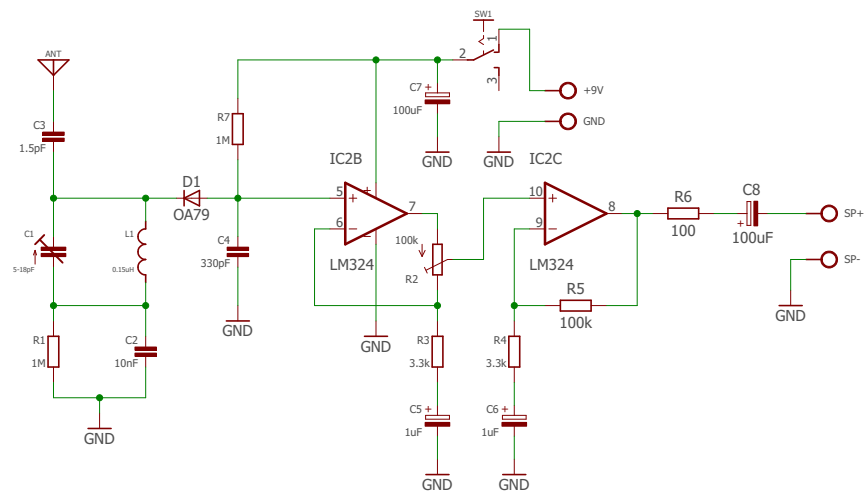 SW1
ANT
1
2
3
C7
+
100uF
+9V
GND
GND
GND
C3
1.5pF
R7
1M
IC2B
IC2C
D1
OA79
5
+
6
7
LM324
10
+
9
8
LM324
R6
100
C8
+
100uF
SP+
SP-
GND
C1
5-18pF
L1
0.15uH
C4
330pF
GND
100k
R2
R5
100k
R1
1M
C2
10nF
GND
GND
R3
3.3k
R4
3.3k
C5
+
1uF
C6
+
1uF
GND
GND